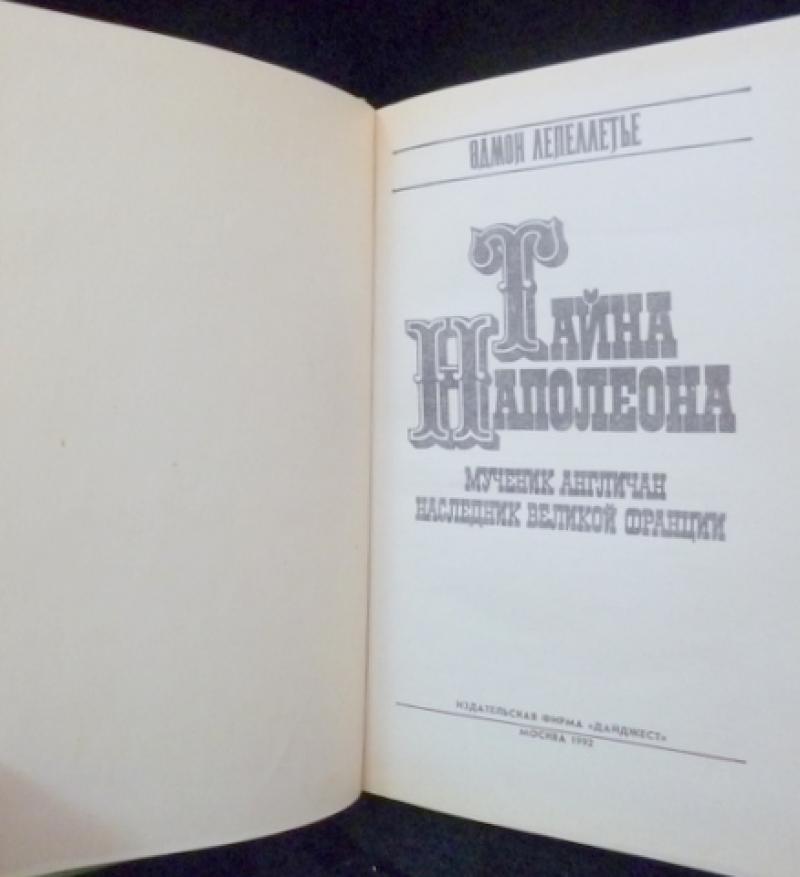 ЭДМОН ЛЕПЕЛЛЕТЬЕ
ТАЙНА
НАПОЛЕОНА
МУЧЕНИК АНГЛИЧАН
НАСЛЕДНИК ВЕЛИКОЙ ФРАНЦИИ
ИЗДАТЕЛЬСКАЯ ФИРМА «ДАЙДЖЕСТ»
МОСКВА 1992